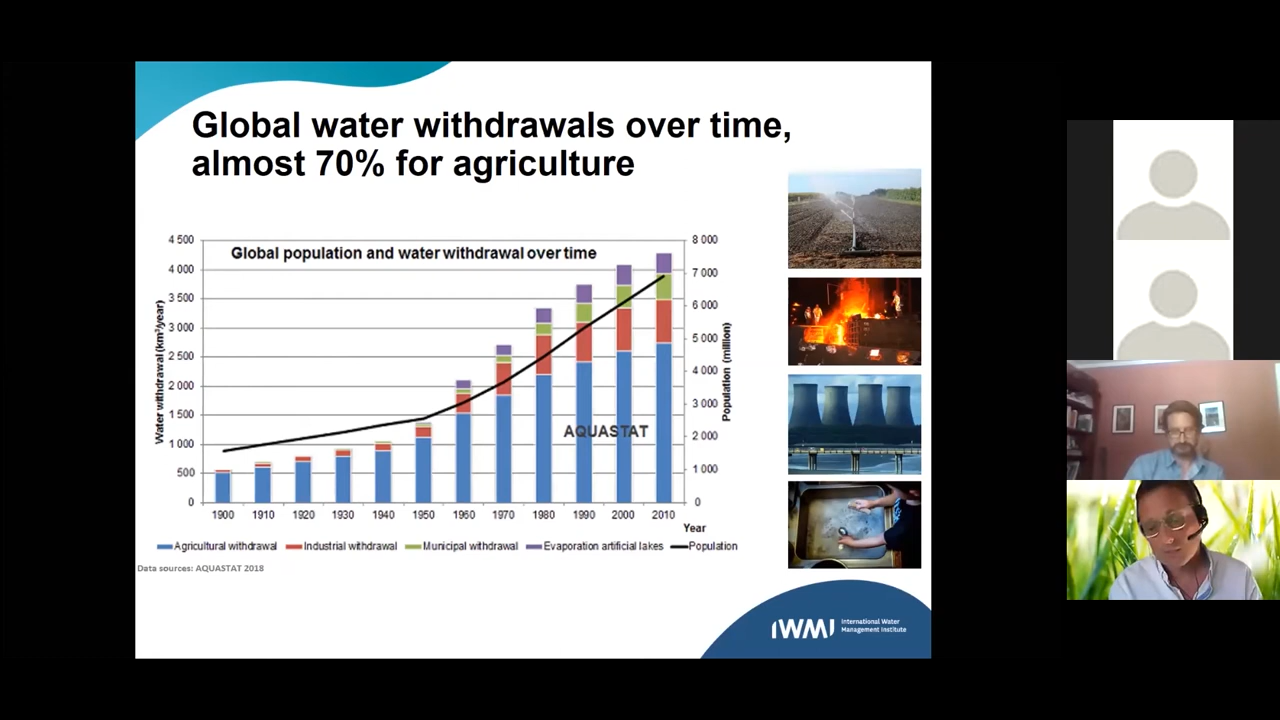 Global water withdrawals over time,
almost 70% for agriculture
Global population and water withdrawal over time
Water withdrawal (km³/year)
4 500
4 000
3 500
3 000
2 500
2 000
1 500
1 000
500
0
8 000
7 000
6 000
5 000
4 000
3 000
2 000
1 000
0
Population (million)
AQUASTAT
1900 1910 1920 1930 1940 1950 1960 1970 1980 1990 2000 2010
Year
Agricultural withdrawal Industrial withdrawal Municipal withdrawal Evaporation artificial lakes Population
Data sources: AQUASTAT 2018
IWMI
International Water
Management Institute